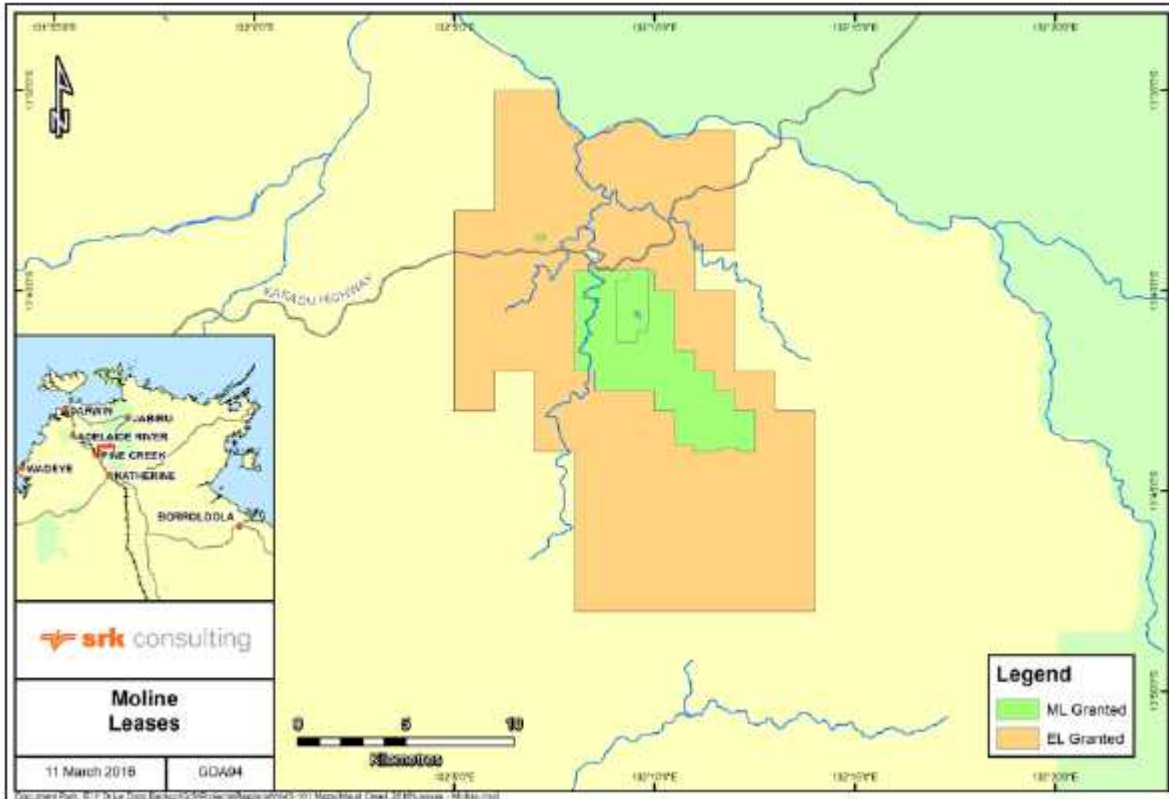 KAKADU HIGHWAY
DARWIN
JABIRU
ADELAIDE RIVER
PINE CREEK
WADEYE
KATHERINE
BORROLOOLA
srk consulting
Moline
Leases
0 5 10
Kilometres
11 March 2016
GDA94
Legend
ML Granted
EL Granted